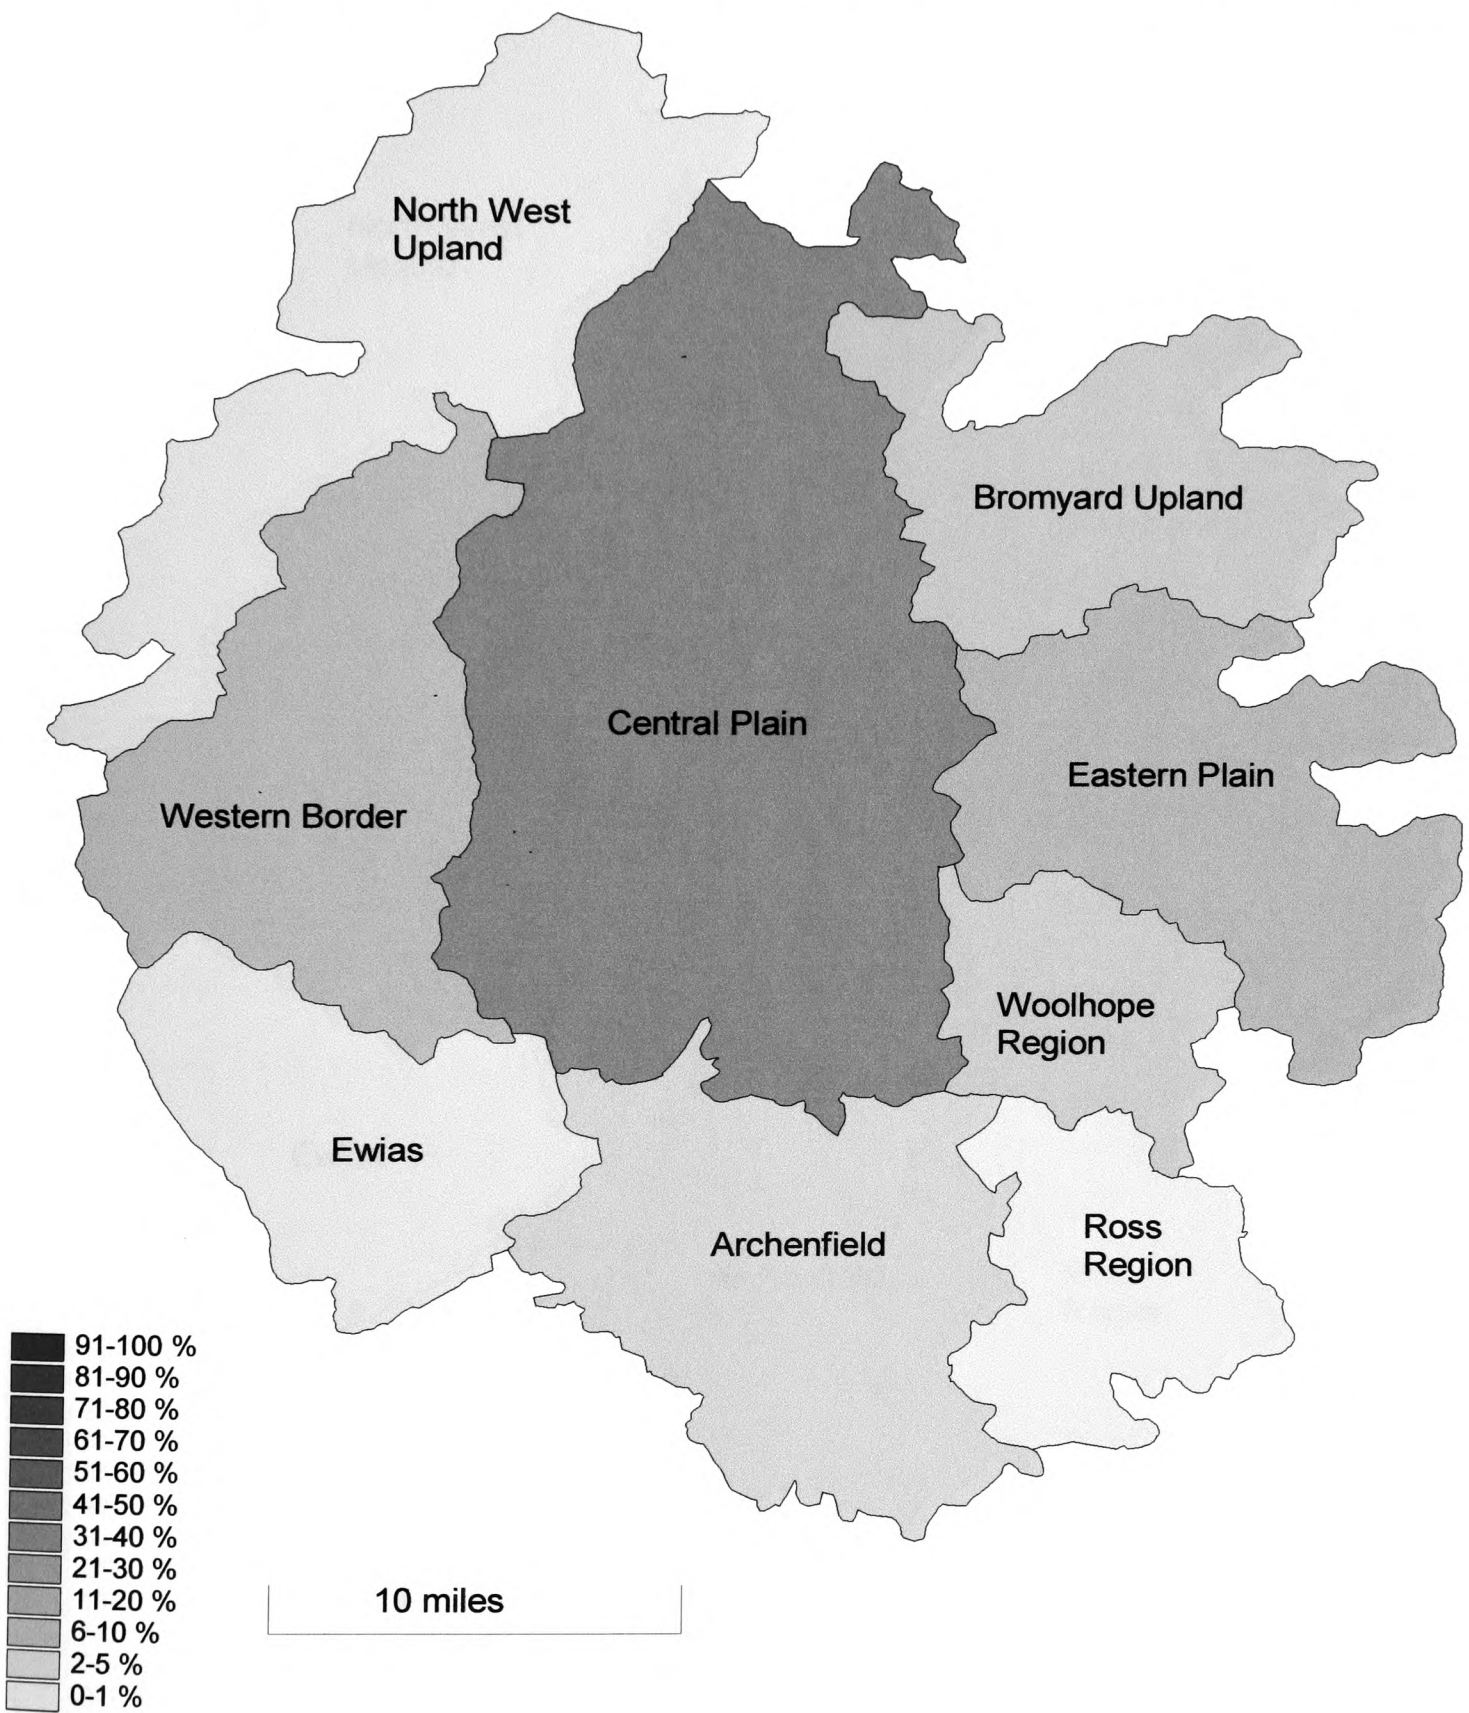 North West
Upland
Bromyard Upland
Central Plain
Eastern Plain
Western Border
Woolhope
Region
Ewias
Archenfield
Ross
Region
91-100 %
81-90 %
71-80 %
61-70 %
51-60 %
41-50 %
31-40 %
21-30 %
11-20 %
6-10 %
2-5 %
0-1 %
10 miles